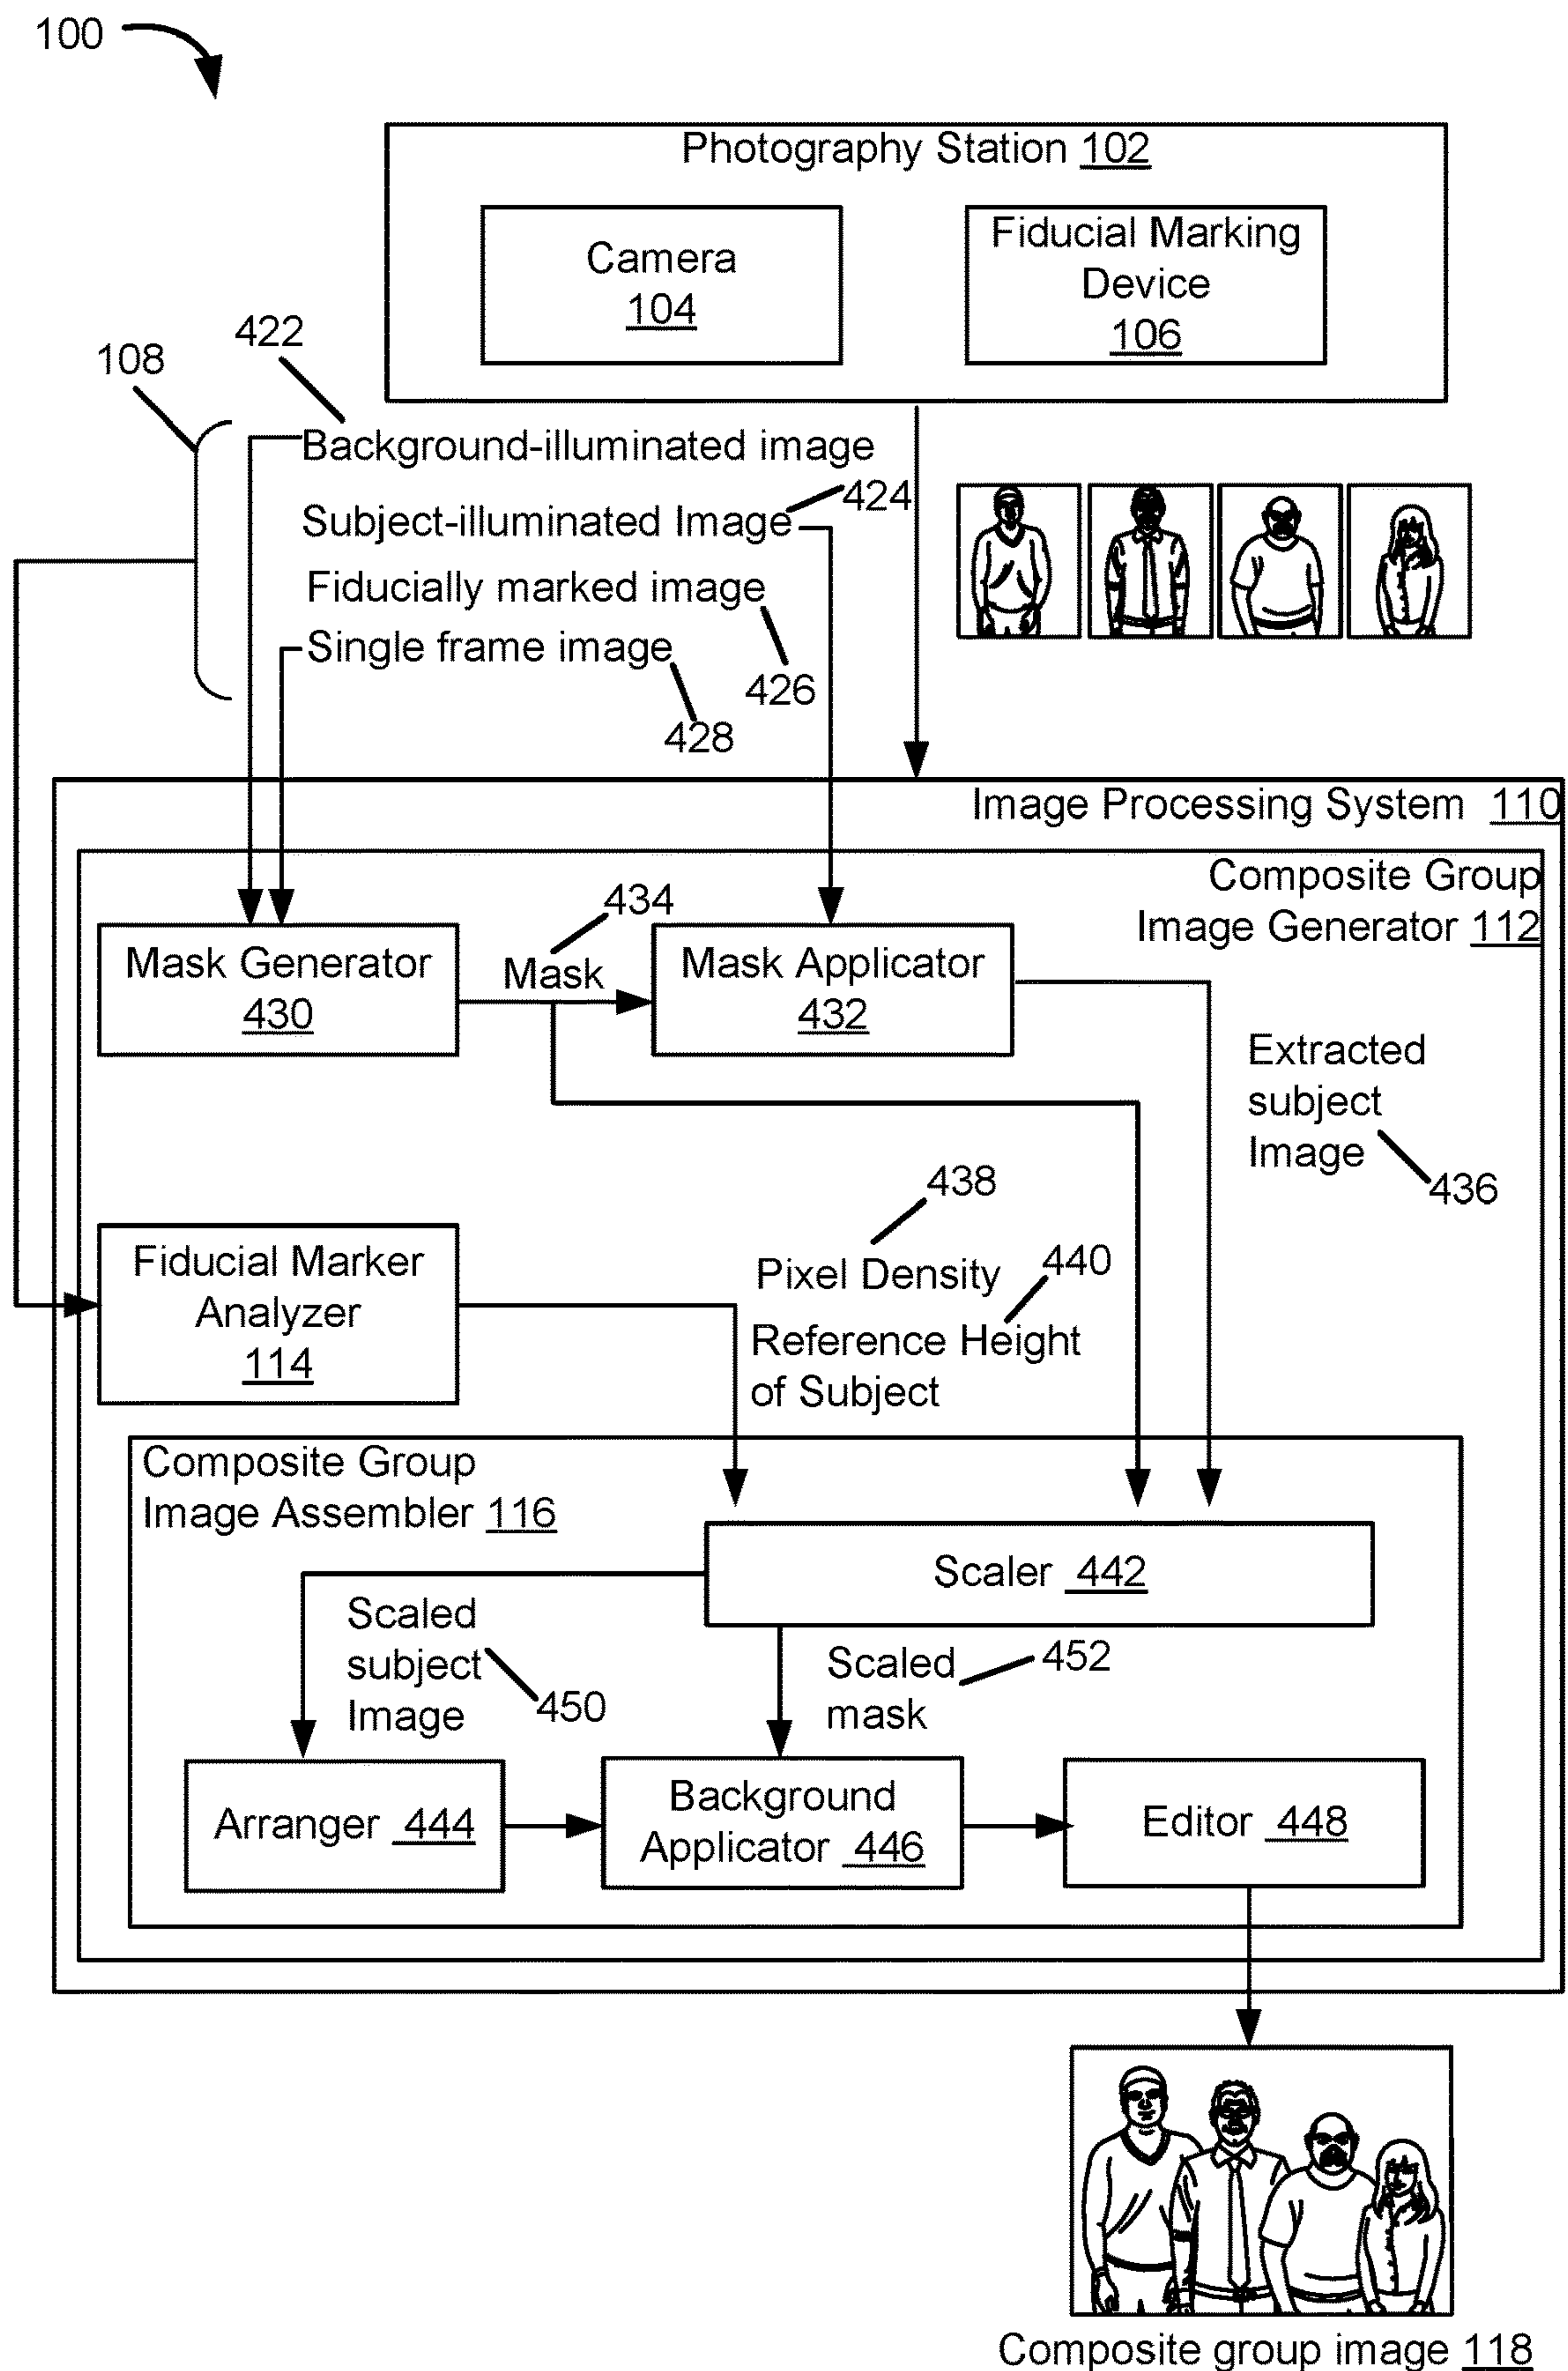 100
Photography Station 102
Camera
104
Fiducial Marking
Device
106
422
108
Background-illuminated image
424
Subject-illuminated Image
Fiducially marked image
Single frame image
426
428
Image Processing System 110
Composite Group
Image Generator 112
434
Mask Generator
430
Mask
Mask Applicator
432
Extracted
subject
Image
436
438
Pixel Density
440
Reference Height
of Subject
Fiducial Marker
Analyzer
114
Composite Group
Image Assembler 116
Scaler 442
Scaled
subject
Image
450
Scaled
mask
452
Arranger 444
Background
Applicator 446
Editor 448
Composite group image 118